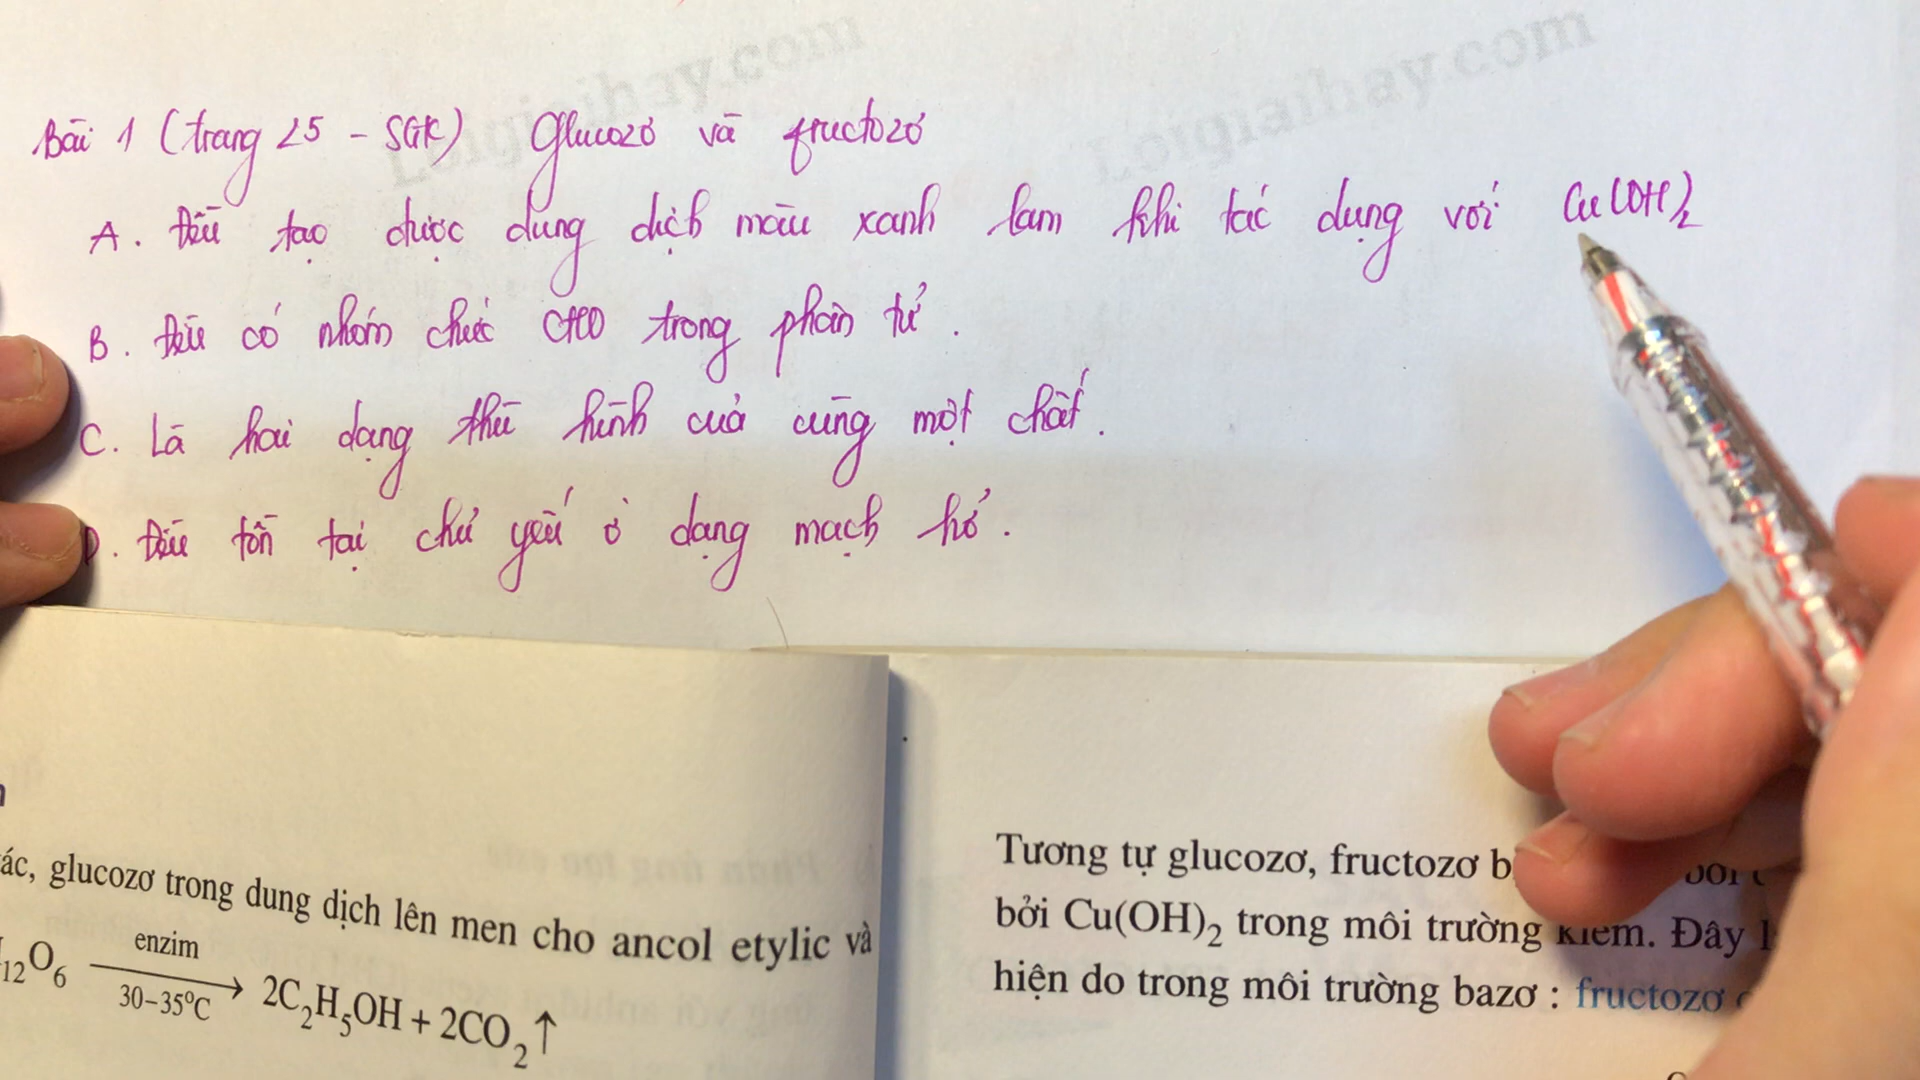 Loigiaihay.com
Loigiaihay.com
Bài 1 (trang 25 - SGK) Glucozơ và fructozơ
A. Đều tạo được dung dịch màu xanh lam khi tác dụng với Cu(OH)2
B. Đều có nhóm chức CHO trong phân tử.
C. Là hai dạng thù hình của cùng một chất.
D. Đều tồn tại chủ yếu ở dạng mạch hở.
ác, glucozơ trong dung dịch lên men cho ancol etylic và
12O6 enzim 30–35°C → 2C2H5OH + 2CO2 ↑
Tương tự glucozơ, fructozơ b
bởi Cu(OH)2 trong môi trường kiềm. Đây l
hiện do trong môi trường bazơ : fructozơ